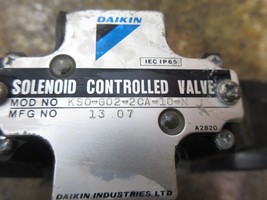 DAIKIN
IEC IP65
SOLENOID CONTROLLED VALVE
MOD NO KSO-G02-2CA-10-N
MFG NO 13 07
A2820
DAIKIN INDUSTRIES, LTD